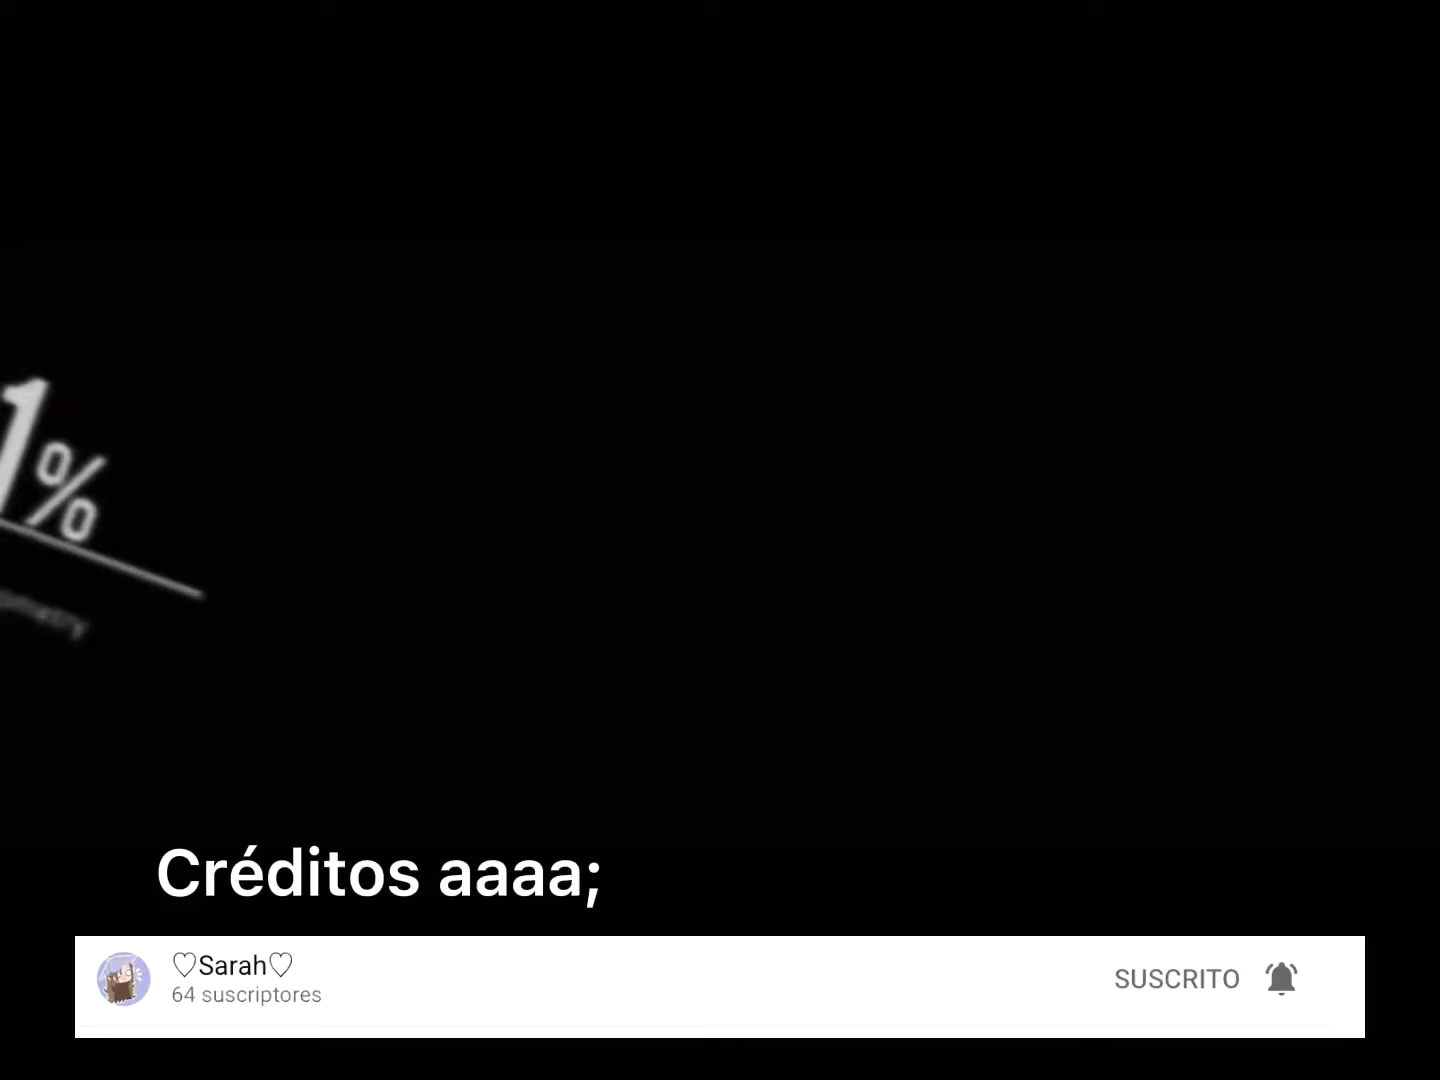 1%
Créditos aaaa;
♡Sarah♡
64 suscriptores
SUSCRITO